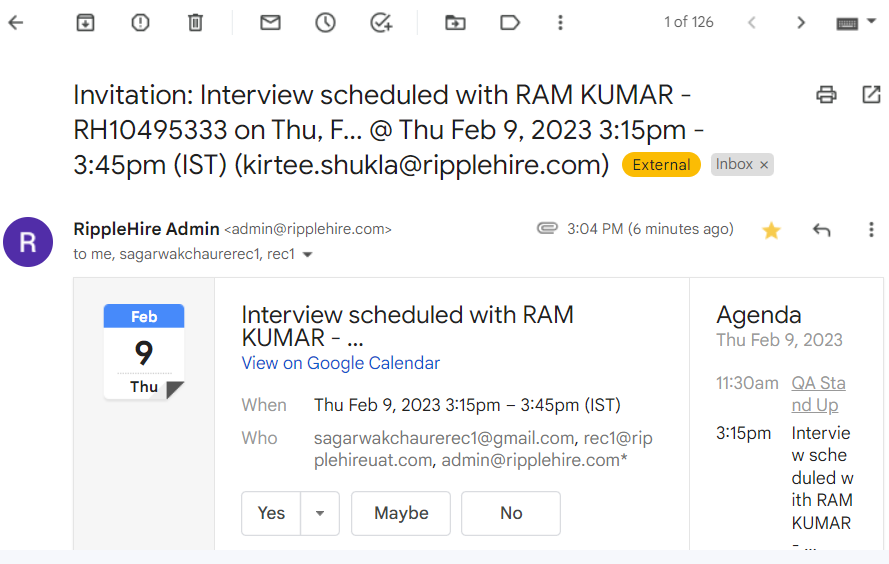 1 of 126
Invitation: Interview scheduled with RAM KUMAR -
RH10495333 on Thu, F... @ Thu Feb 9, 2023 3:15pm -
3:45pm (IST) (kirtee.shukla@ripplehire.com) External Inbox ×
R
RippleHire Admin <admin@ripplehire.com> 3:04 PM (6 minutes ago)
to me, sagarwakchaurerec1, rec1
Feb
9
Thu
Interview scheduled with RAM
KUMAR - ...
View on Google Calendar
When Thu Feb 9, 2023 3:15pm – 3:45pm (IST)
Who sagarwakchaurerec1@gmail.com, rec1@rip
plehireuat.com, admin@ripplehire.com*
Yes Maybe No
Agenda
Thu Feb 9, 2023
11:30am QA Sta
nd Up
3:15pm Intervie
w sche
duled w
ith RAM
KUMAR
- ...